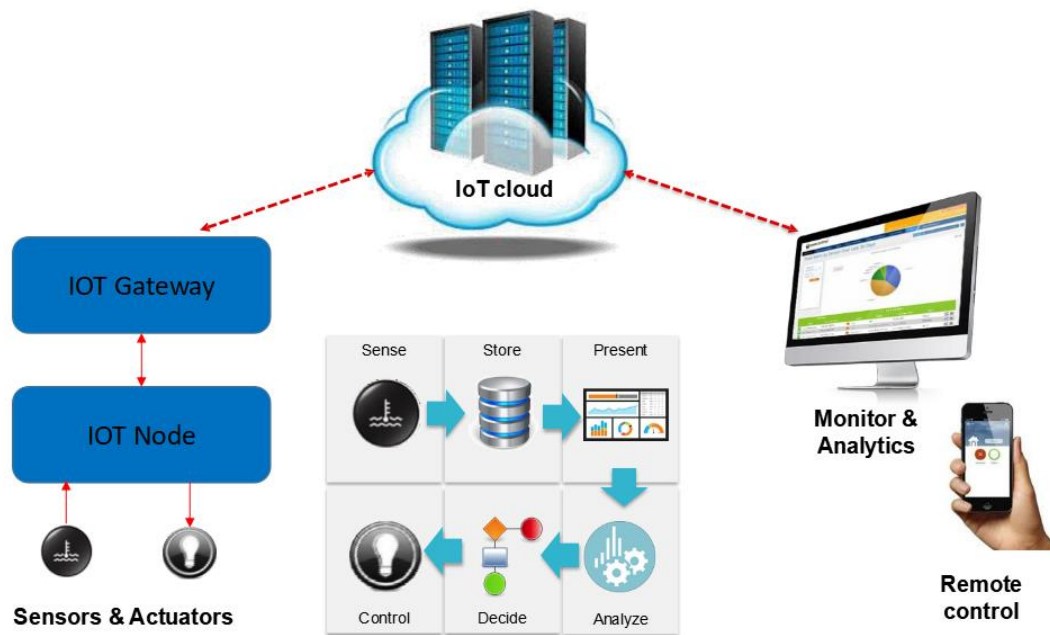 IoT cloud
IOT Gateway
IOT Node
Sensors & Actuators
Sense
Store
Present
Control
Decide
Analyze
Monitor &
Analytics
Remote
control